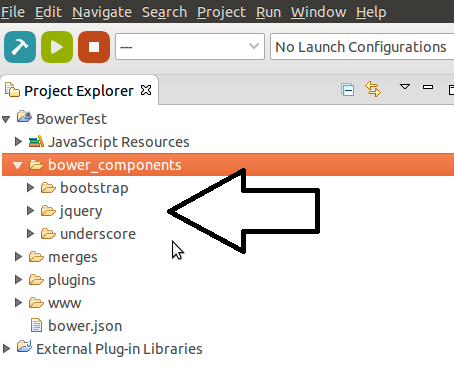 File Edit Navigate Search Project Run Window Help
--- No Launch Configurations
Project Explorer
BowerTest
JavaScript Resources
bower_components
bootstrap
jquery
underscore
merges
plugins
www
bower.json
External Plug-in Libraries